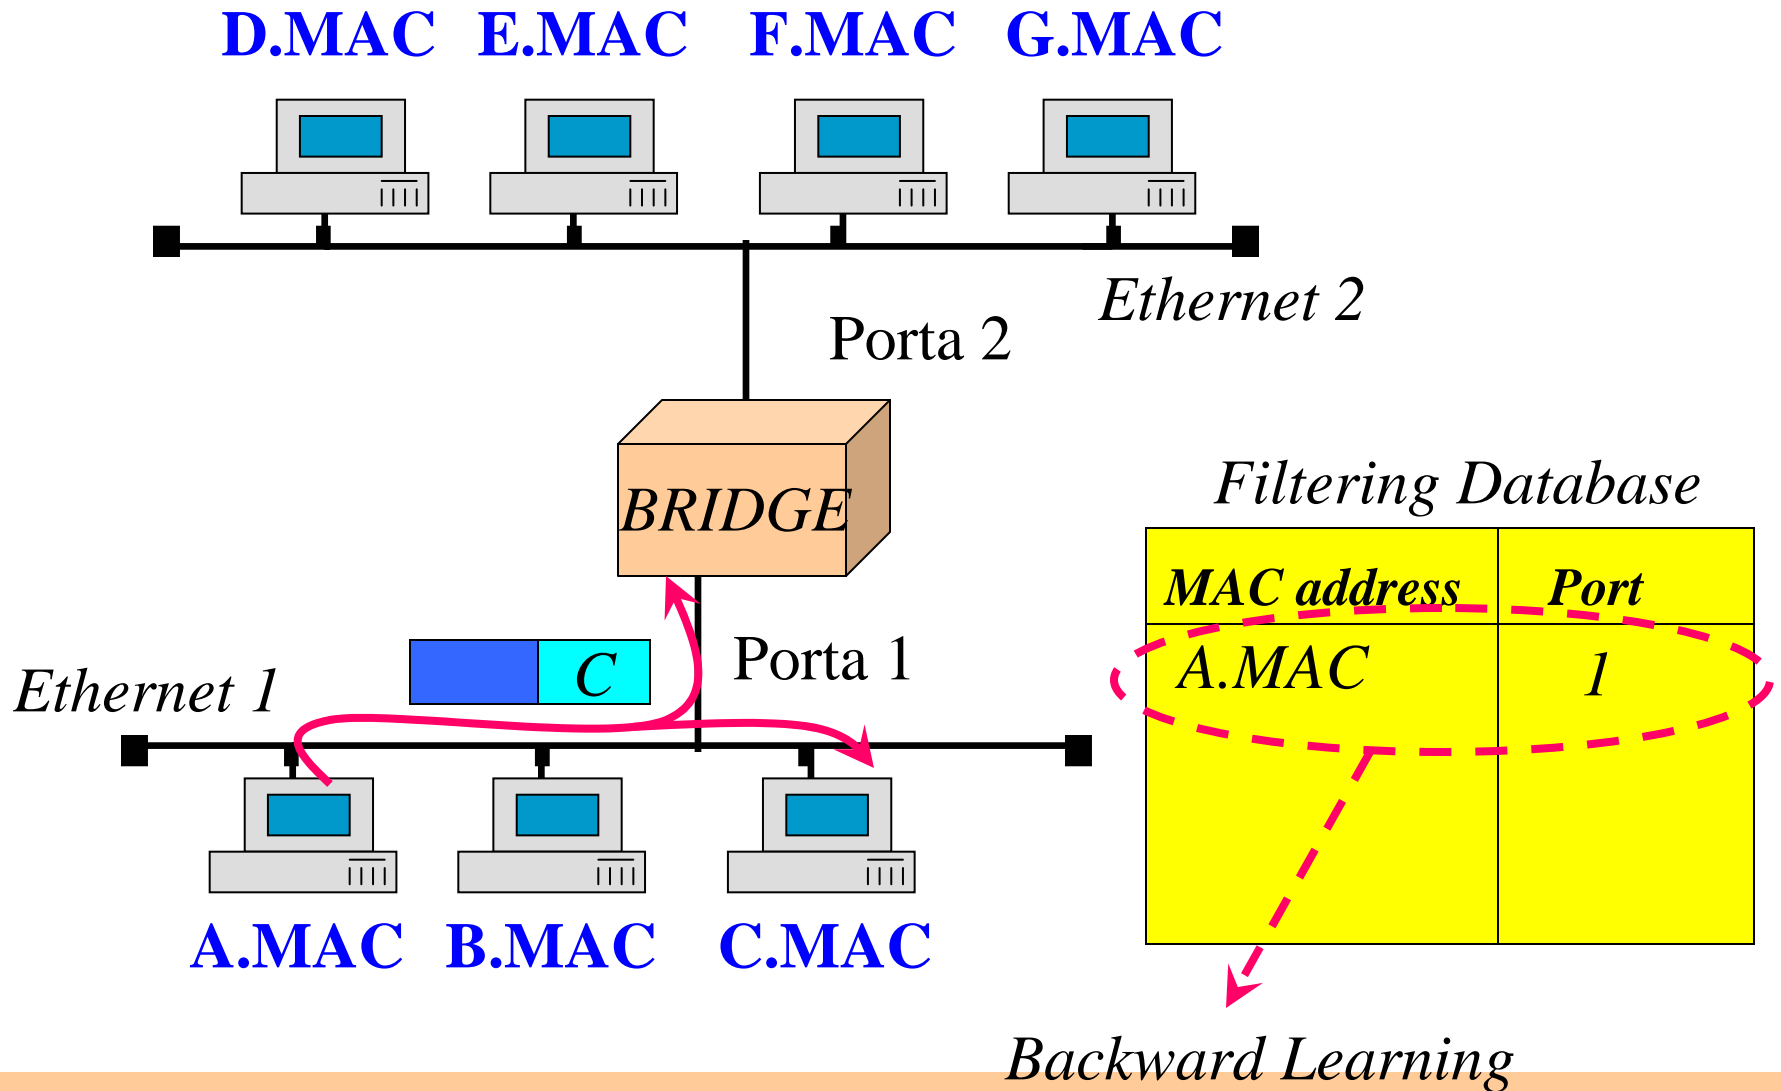 D.MAC E.MAC F.MAC G.MAC
Ethernet 2
Porta 2
BRIDGE
Filtering Database
MAC address Port
A.MAC 1
Porta 1
C
Ethernet 1
A.MAC B.MAC C.MAC
Backward Learning